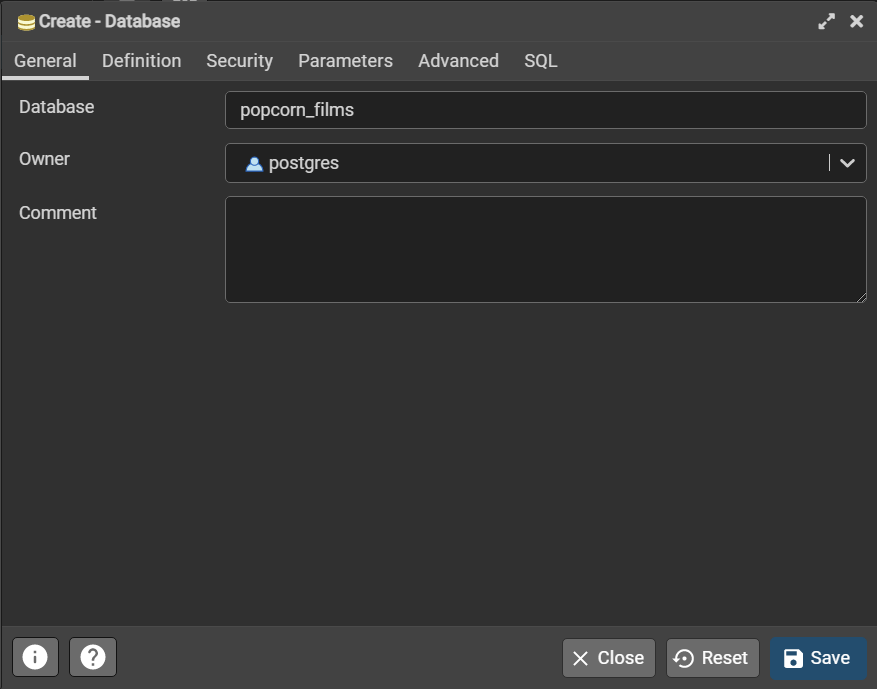 Create - Database
General Definition Security Parameters Advanced SQL
Database popcorn_films
Owner postgres
Comment
Close Reset Save